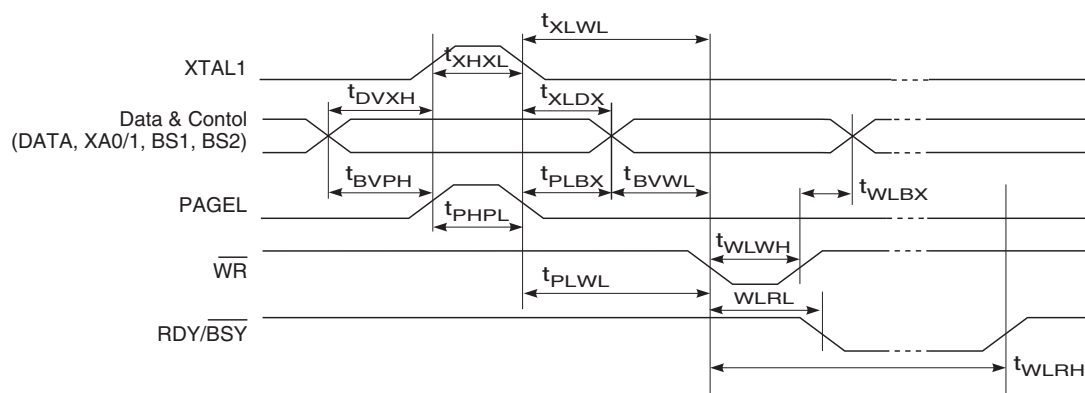 tXLWL
XTAL1
tXHXL
tDVXH
tXLDX
Data & Contol
(DATA, XA0/1, BS1, BS2)
tBVPH
tPLBX
tBVWL
tWLBX
PAGEL
tPHPL
tWLWH
WR
tPLWL
WLRL
RDY/BSY
tWLRH